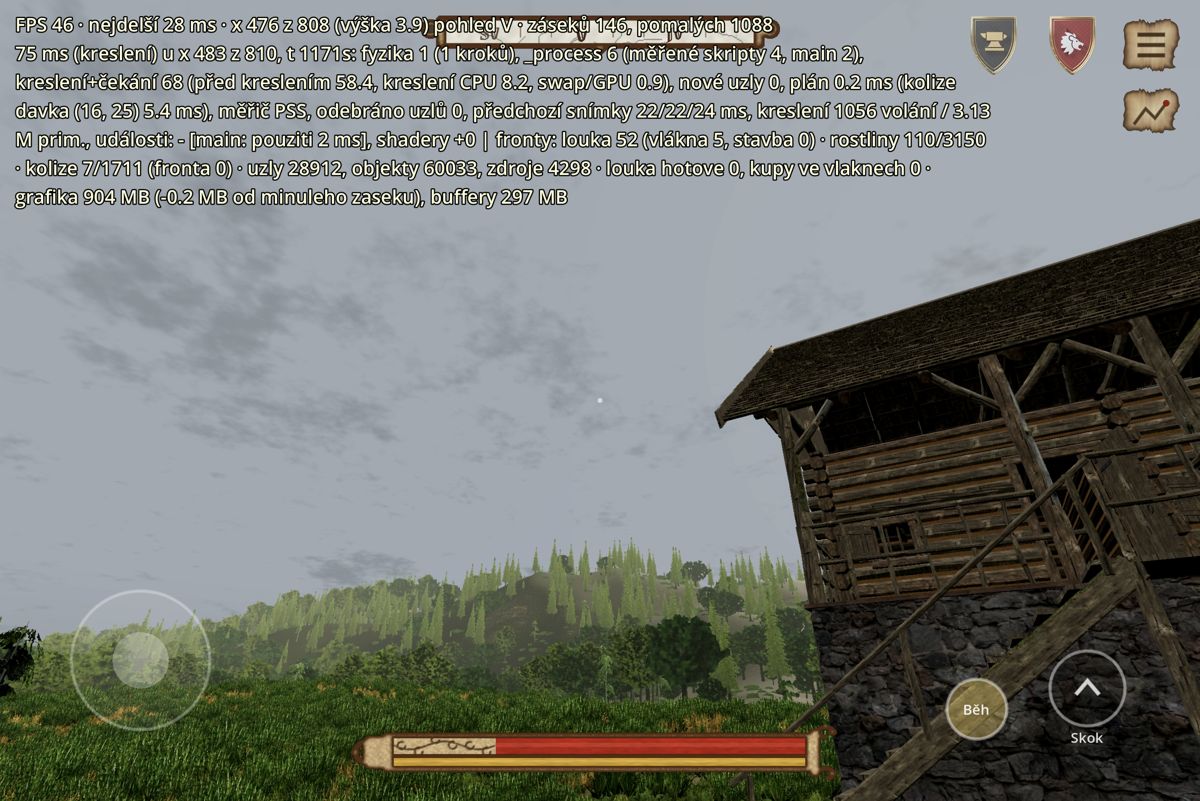 FPS 46 · nejdelší 28 ms · x 476 z 808 (výška 3.9) pohled V · záseků 146, pomalých 1088
75 ms (kreslení) u x 483 z 810, t 1171s: fyzika 1 (1 kroků), _process 6 (měřené skripty 4, main 2),
kreslení+čekání 68 (před kreslením 58.4, kreslení CPU 8.2, swap/GPU 0.9), nové uzly 0, plán 0.2 ms (kolize
davka (16, 25) 5.4 ms), měřič PSS, odebráno uzlů 0, předchozí snímky 22/22/24 ms, kreslení 1056 volání / 3.13
M prim., události: - [main: pouziti 2 ms], shadery +0 | fronty: louka 52 (vlákna 5, stavba 0) · rostliny 110/3150
· kolize 7/1711 (fronta 0) · uzly 28912, objekty 60033, zdroje 4298 · louka hotove 0, kupy ve vlaknech 0 ·
grafika 904 MB (-0.2 MB od minuleho zaseku), buffery 297 MB
Běh
Skok